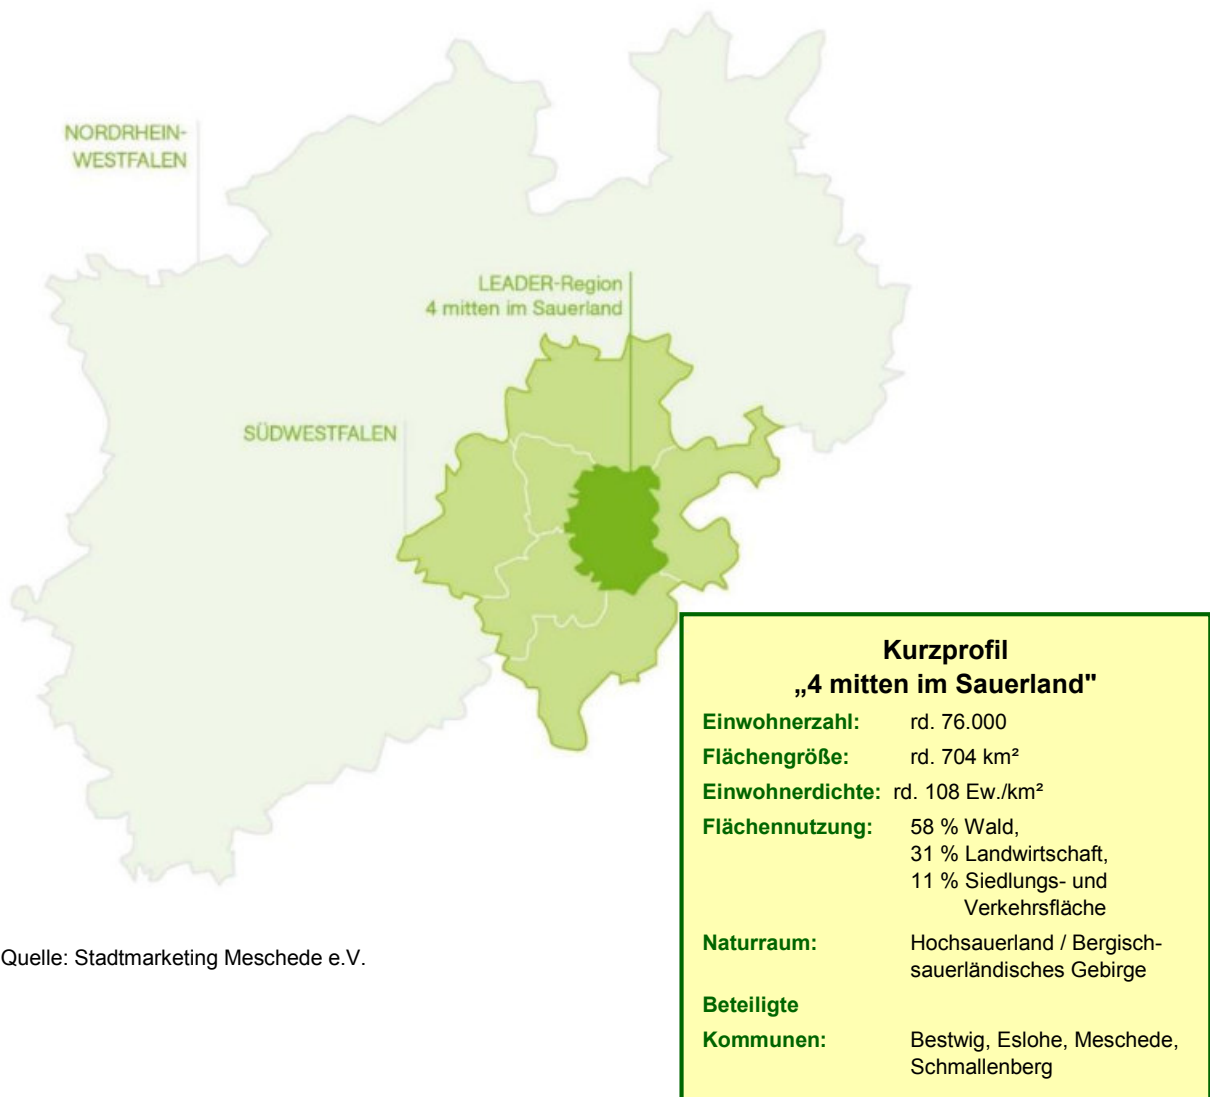 NORDRHEIN-
WESTFALEN
LEADER-Region
4 mitten im Sauerland
SÜDWESTFALEN
Kurzprofil
„4 mitten im Sauerland"
Einwohnerzahl: rd. 76.000
Flächengröße: rd. 704 km²
Einwohnerdichte: rd. 108 Ew./km²
Flächennutzung: 58 % Wald,
31 % Landwirtschaft,
11 % Siedlungs- und
Verkehrsfläche
Naturraum: Hochsauerland / Bergisch-
sauerländisches Gebirge
Beteiligte
Kommunen: Bestwig, Eslohe, Meschede,
Schmallenberg
Quelle: Stadtmarketing Meschede e.V.